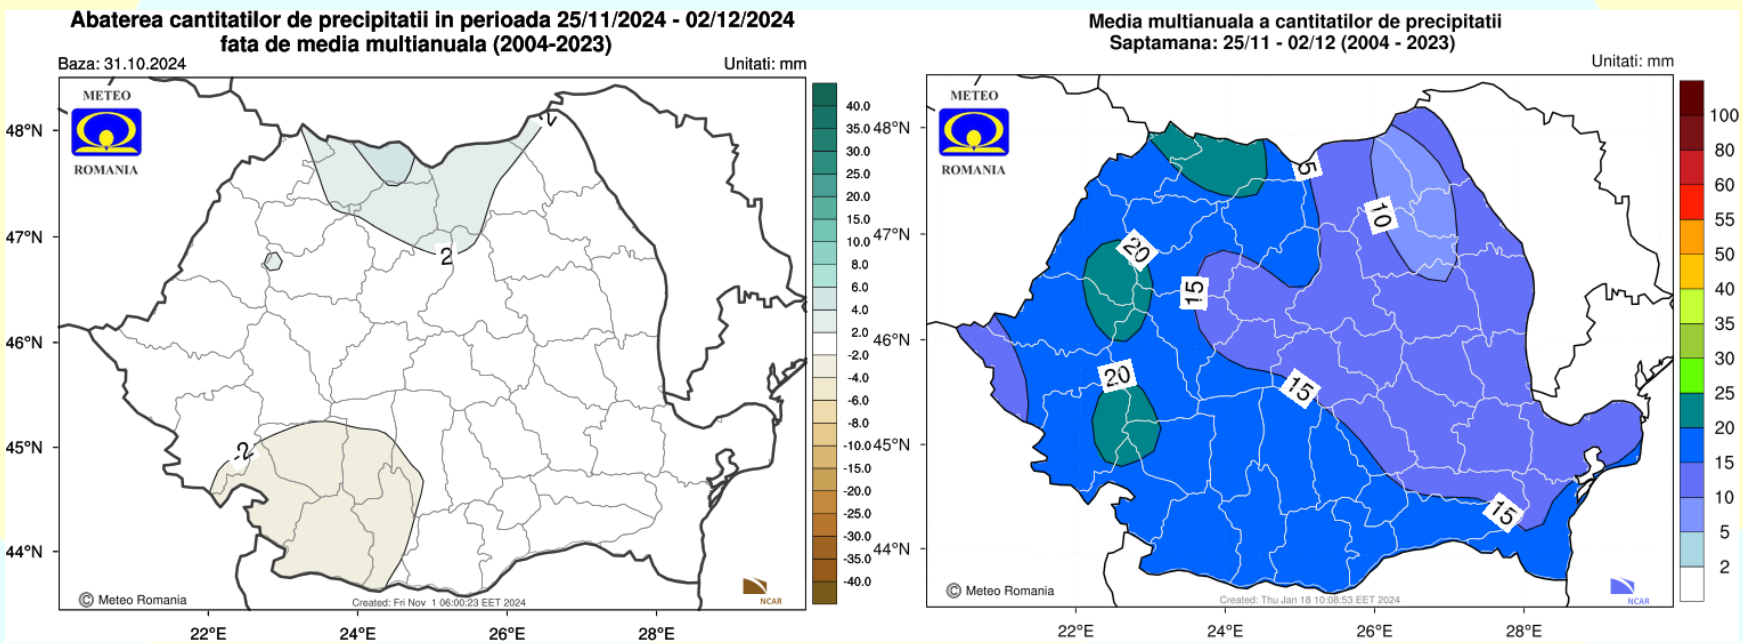 Abaterea cantitatilor de precipitatii in perioada 25/11/2024 - 02/12/2024
fata de media multianuala (2004-2023)
Baza: 31.10.2024
Unitati: mm
METEO
ROMANIA
48°N
47°N
46°N
45°N
44°N
-2
2
-2
40.0
35.0
30.0
25.0
20.0
15.0
10.0
8.0
6.0
4.0
2.0
-2.0
-4.0
-6.0
-8.0
-10.0
-15.0
-20.0
-25.0
-30.0
-35.0
-40.0
© Meteo Romania
Created: Fri Nov 1 06:00:23 EET 2024
NCAR
22°E
24°E
26°E
28°E
Media multianuala a cantitatilor de precipitatii
Saptamana: 25/11 - 02/12 (2004 - 2023)
Unitati: mm
METEO
ROMANIA
48°N
47°N
46°N
45°N
44°N
5
10
20
15
20
15
15
100
80
60
55
50
40
35
30
25
20
15
10
5
2
© Meteo Romania
Created: Thu Jan 18 10:08:53 EET 2024
NCAR
22°E
24°E
26°E
28°E